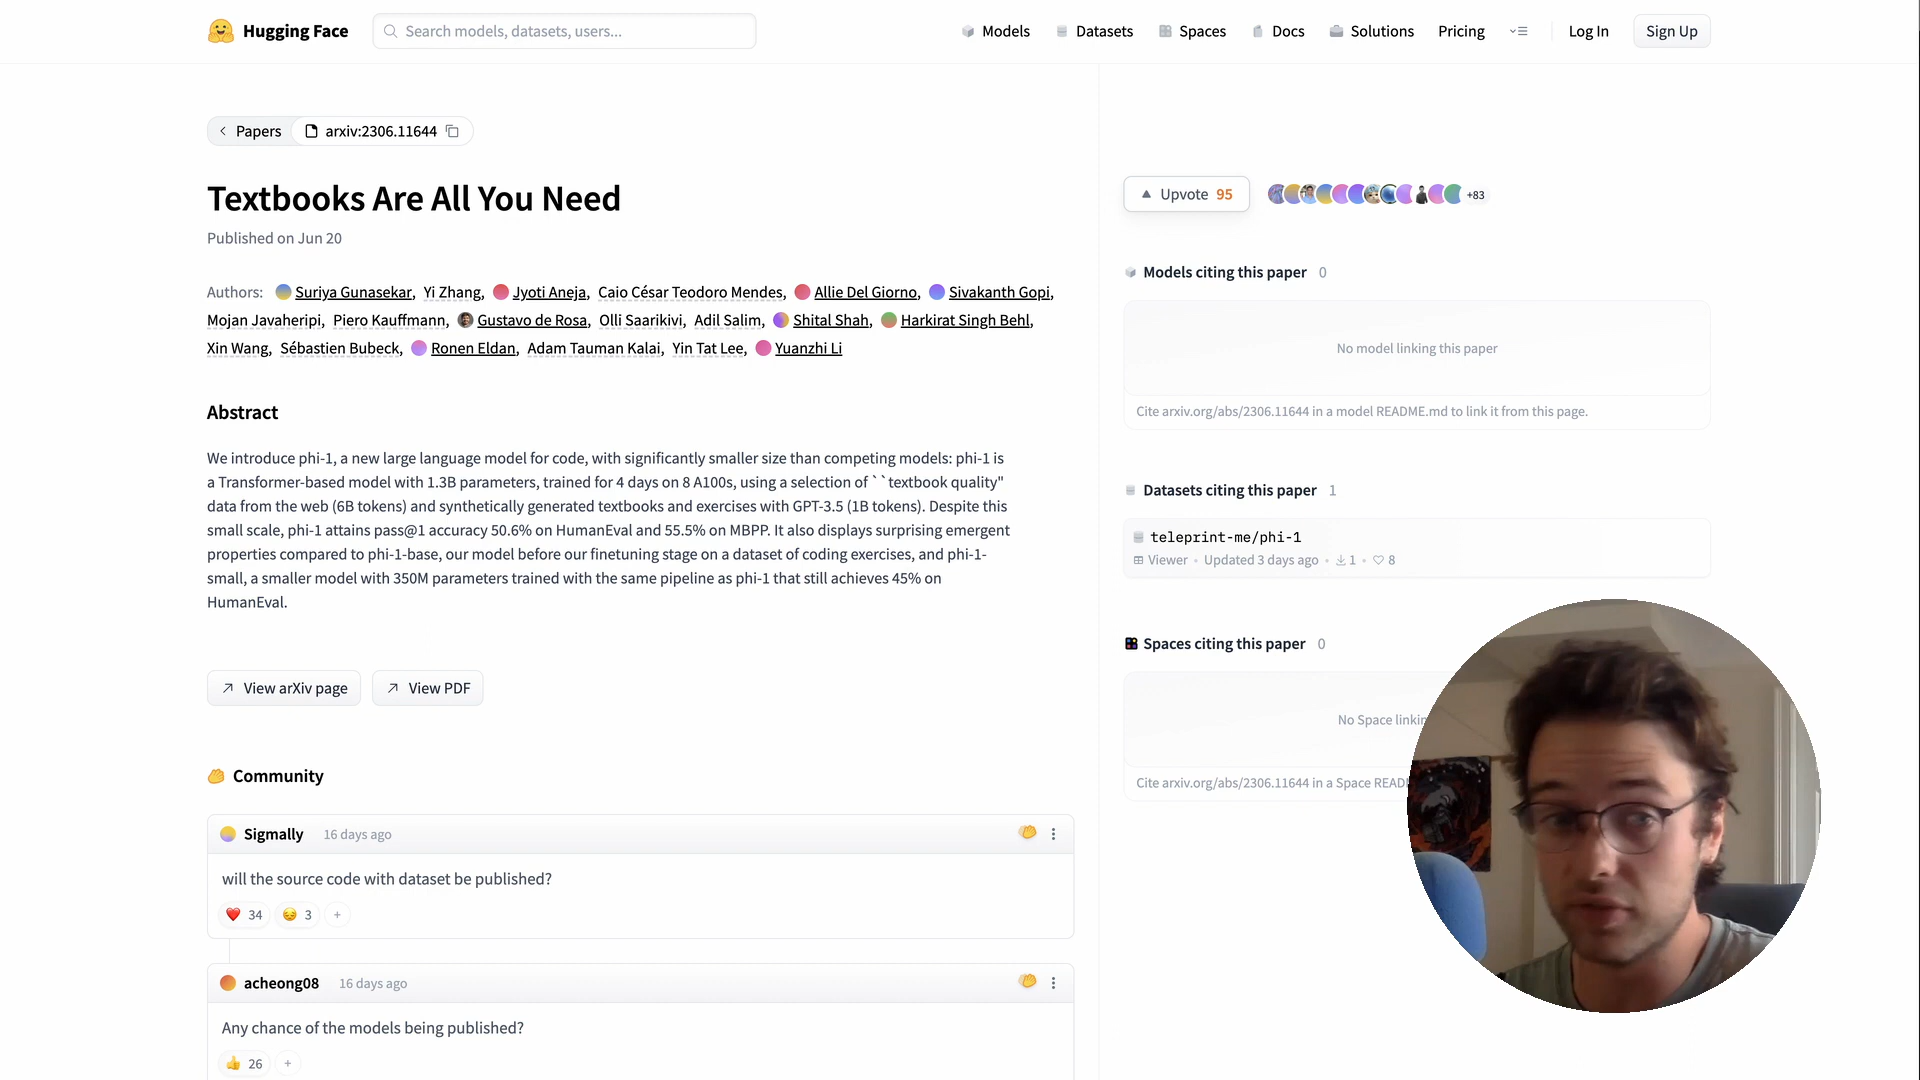 Hugging Face
Search models, datasets, users...
Models
Datasets
Spaces
Docs
Solutions
Pricing
Log In
Sign Up
Papers
arxiv:2306.11644
Textbooks Are All You Need
Published on Jun 20
Authors: Suriya Gunasekar, Yi Zhang, Jyoti Aneja, Caio César Teodoro Mendes, Allie Del Giorno, Sivakanth Gopi,
Mojan Javaheripi, Piero Kauffmann, Gustavo de Rosa, Olli Saarikivi, Adil Salim, Shital Shah, Harkirat Singh Behl,
Xin Wang, Sébastien Bubeck, Ronen Eldan, Adam Tauman Kalai, Yin Tat Lee, Yuanzhi Li
Abstract
We introduce phi-1, a new large language model for code, with significantly smaller size than competing models: phi-1 is
a Transformer-based model with 1.3B parameters, trained for 4 days on 8 A100s, using a selection of ``textbook quality"
data from the web (6B tokens) and synthetically generated textbooks and exercises with GPT-3.5 (1B tokens). Despite this
small scale, phi-1 attains pass@1 accuracy 50.6% on HumanEval and 55.5% on MBPP. It also displays surprising emergent
properties compared to phi-1-base, our model before our finetuning stage on a dataset of coding exercises, and phi-1-
small, a smaller model with 350M parameters trained with the same pipeline as phi-1 that still achieves 45% on
HumanEval.
View arXiv page
View PDF
Community
Sigmally 16 days ago
will the source code with dataset be published?
34
3
+
acheong08 16 days ago
Any chance of the models being published?
26
+
Upvote 95
+83
Models citing this paper 0
No model linking this paper
Cite arxiv.org/abs/2306.11644 in a model README.md to link it from this page.
Datasets citing this paper 1
teleprint-me/phi-1
Viewer • Updated 3 days ago • 1 • 8
Spaces citing this paper 0
No Space linkin
Cite arxiv.org/abs/2306.11644 in a Space READ